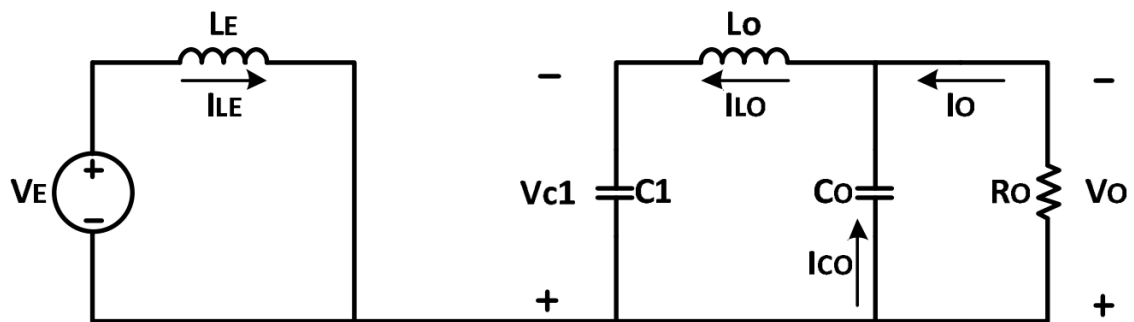 LE
ILE
+
VE
−
−
Vc1
+
Lo
ILO
C1
Co
ICO
IO
RO
−
VO
+